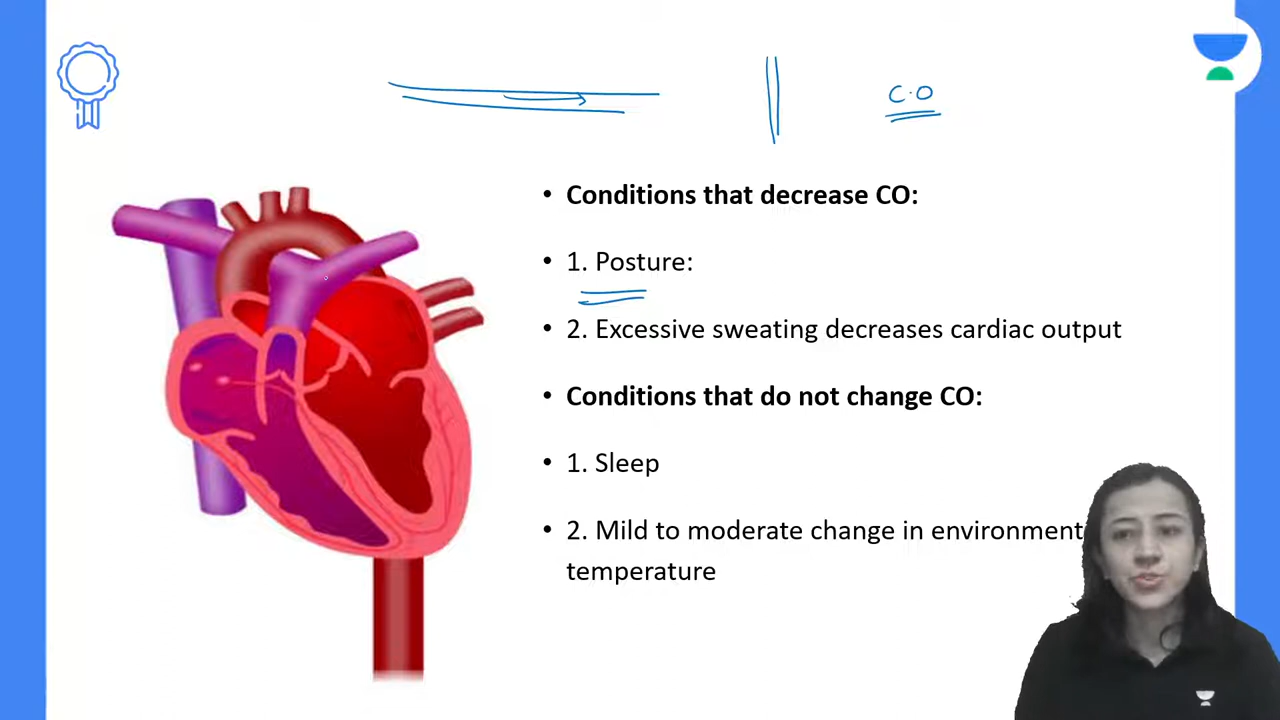 C.O
• Conditions that decrease CO:
• 1. Posture:
• 2. Excessive sweating decreases cardiac output
• Conditions that do not change CO:
• 1. Sleep
• 2. Mild to moderate change in environment
temperature